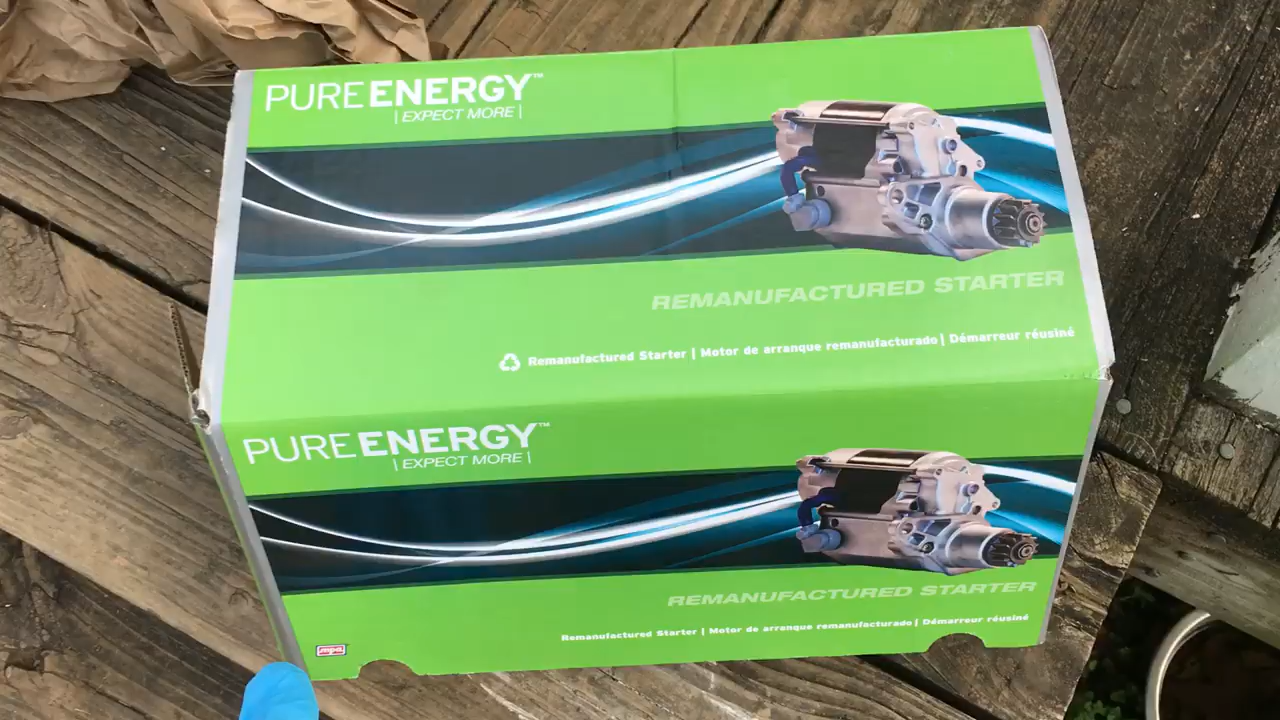 PURE ENERGY™
| EXPECT MORE |
REMANUFACTURED STARTER
Remanufactured Starter | Motor de arranque remanufacturado | Démarreur réusiné
PURE ENERGY™
| EXPECT MORE |
REMANUFACTURED STARTER
Remanufactured Starter | Motor de arranque remanufacturado | Démarreur réusiné